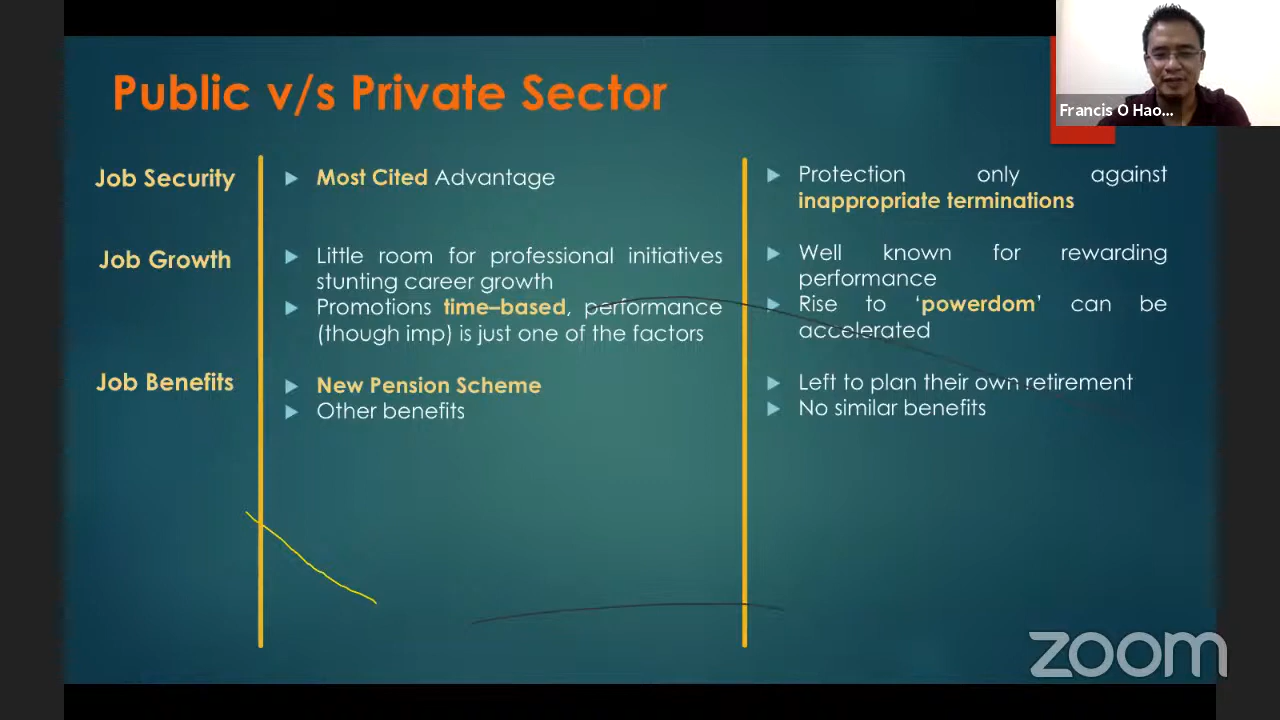 Public v/s Private Sector
Francis O Hao...
Job Security
Most Cited Advantage
Protection only against
inappropriate terminations
Job Growth
Little room for professional initiatives
stunting career growth
Promotions time–based, performance
(though imp) is just one of the factors
Well known for rewarding
performance
Rise to ‘powerdom’ can be
accelerated
Job Benefits
New Pension Scheme
Other benefits
Left to plan their own retirement
No similar benefits
zoom